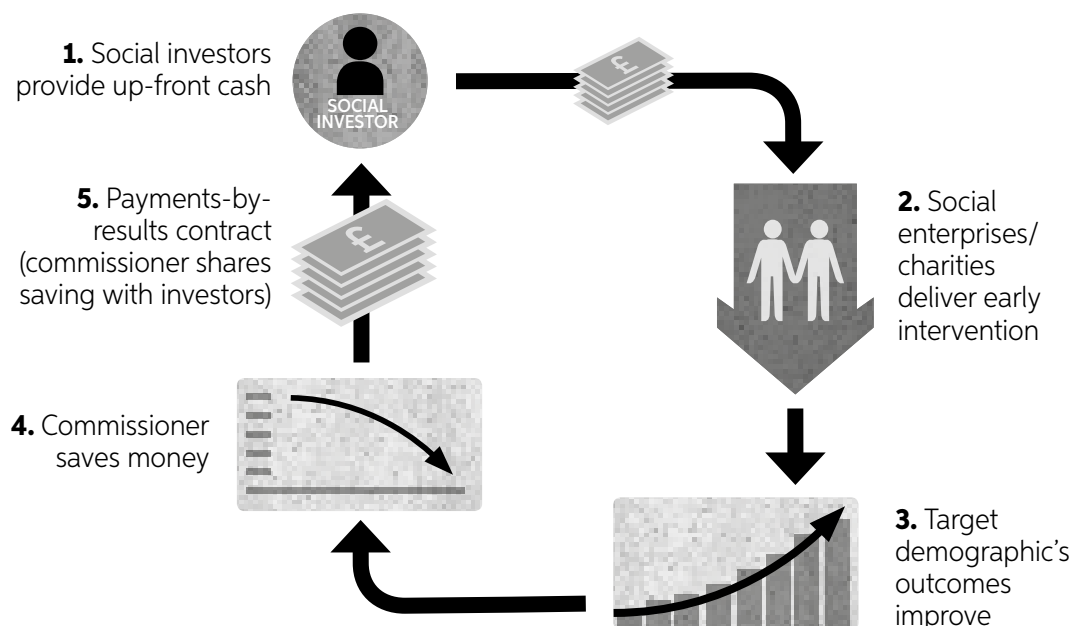 1. Social investors
provide up-front cash
SOCIAL
INVESTOR
£
2. Social
enterprises/
charities
deliver early
intervention
3. Target
demographic's
outcomes
improve
4. Commissioner
saves money
5. Payments-by-
results contract
(commissioner shares
saving with investors)
£